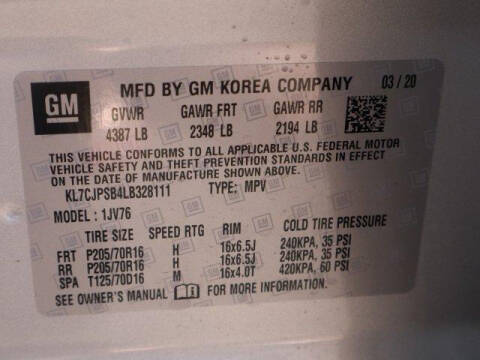 GM
MFD BY GM KOREA COMPANY 03/20
GVWR GAWR FRT GAWR RR
4387 LB 2348 LB 2194 LB
THIS VEHICLE CONFORMS TO ALL APPLICABLE U.S. FEDERAL MOTOR
VEHICLE SAFETY AND THEFT PREVENTION STANDARDS IN EFFECT ON
THE DATE OF MANUFACTURE SHOWN ABOVE.
KL7CJPSB4LB328111 TYPE: MPV
MODEL: 1JV76
TIRE SIZE SPEED RTG RIM COLD TIRE PRESSURE
FRT P205/70R16 H 16x6.5J 240KPA, 35 PSI
RR P205/70R16 H 16x6.5J 240KPA, 35 PSI
SPA T125/70D16 M 16x4.0T 420KPA, 60 PSI
SEE OWNER'S MANUAL FOR MORE INFORMATION.